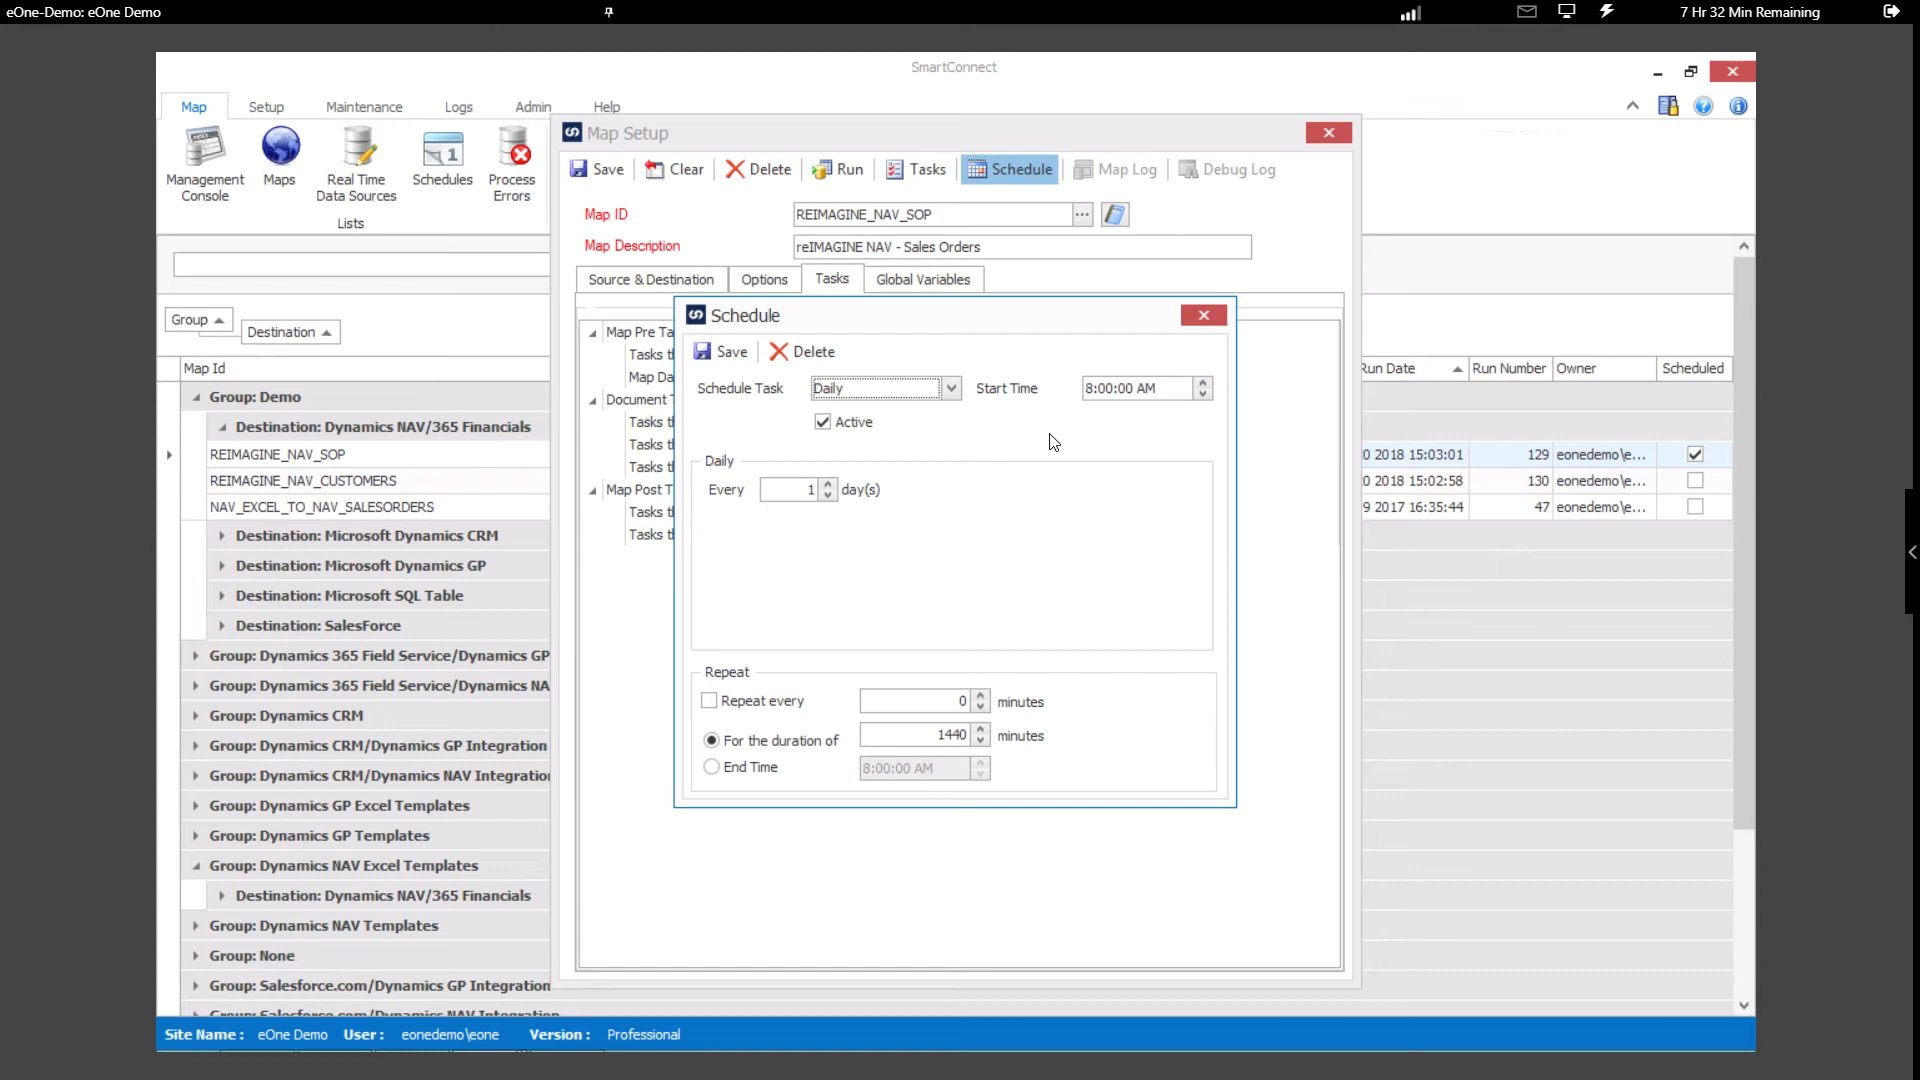 eOne-Demo: eOne Demo
7 Hr 32 Min Remaining
SmartConnect
Map
Setup
Maintenance
Logs
Admin
Help
Management Console
Maps
Real Time Data Sources
Schedules
Process Errors
Lists
Map Setup
Save
Clear
Delete
Run
Tasks
Schedule
Map Log
Debug Log
Map ID
REIMAGINE_NAV_SOP
Map Description
reIMAGINE NAV - Sales Orders
Source & Destination
Options
Tasks
Global Variables
Group
Destination
Map Id
Run Date
Run Number
Owner
Scheduled
Group: Demo
Destination: Dynamics NAV/365 Financials
REIMAGINE_NAV_SOP
0 2018 15:03:01
129
eonedemo\e...
REIMAGINE_NAV_CUSTOMERS
0 2018 15:02:58
130
eonedemo\e...
NAV_EXCEL_TO_NAV_SALESORDERS
9 2017 16:35:44
47
eonedemo\e...
Destination: Microsoft Dynamics CRM
Destination: Microsoft Dynamics GP
Destination: Microsoft SQL Table
Destination: SalesForce
Group: Dynamics 365 Field Service/Dynamics GP
Group: Dynamics 365 Field Service/Dynamics NA
Group: Dynamics CRM
Group: Dynamics CRM/Dynamics GP Integration
Group: Dynamics CRM/Dynamics NAV Integration
Group: Dynamics GP Excel Templates
Group: Dynamics GP Templates
Group: Dynamics NAV Excel Templates
Destination: Dynamics NAV/365 Financials
Group: Dynamics NAV Templates
Group: None
Group: Salesforce.com/Dynamics GP Integration
Group: Salesforce.com/Dynamics NAV Integration
Map Pre Ta
Tasks t
Map Da
Document T
Tasks t
Tasks t
Tasks t
Map Post T
Tasks t
Tasks t
Schedule
Save
Delete
Schedule Task
Daily
Start Time
8:00:00 AM
Active
Daily
Every
1
day(s)
Repeat
Repeat every
0
minutes
For the duration of
1440
minutes
End Time
8:00:00 AM
Site Name : eOne Demo User : eonedemo\eone Version : Professional